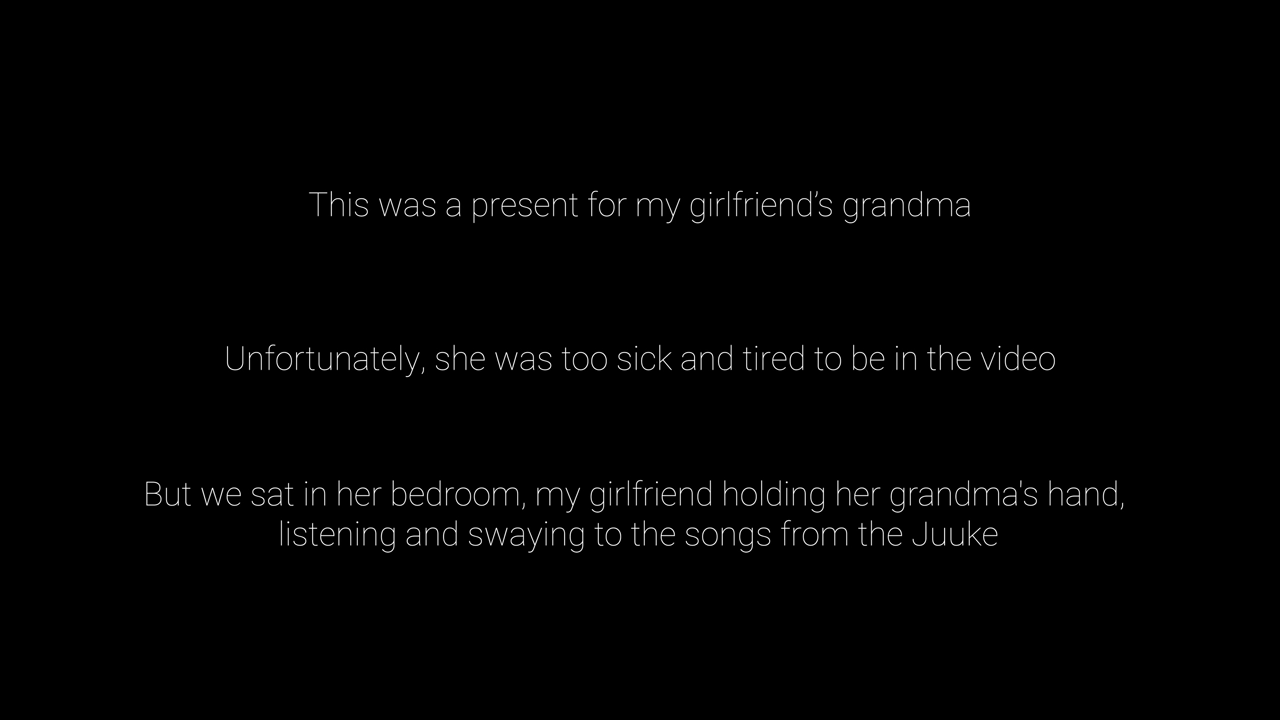 This was a present for my girlfriend’s grandma
Unfortunately, she was too sick and tired to be in the video
But we sat in her bedroom, my girlfriend holding her grandma's hand,
listening and swaying to the songs from the Juuke